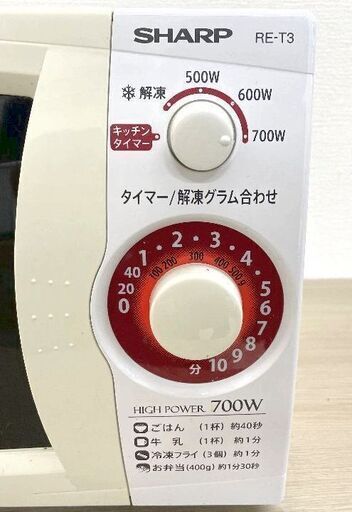 SHARP RE-T3
500W
❄解凍 600W
キッチンタイマー 700W
タイマー/解凍グラム合わせ
0 20 40 1・2・3・4・5・6・7・8・9・10分
100 200 300 400 500g
HIGH POWER 700W
ごはん (1杯) 約40秒
牛乳 (1杯) 約1分
冷凍フライ (3個) 約1分
お弁当 (400g) 約1分30秒